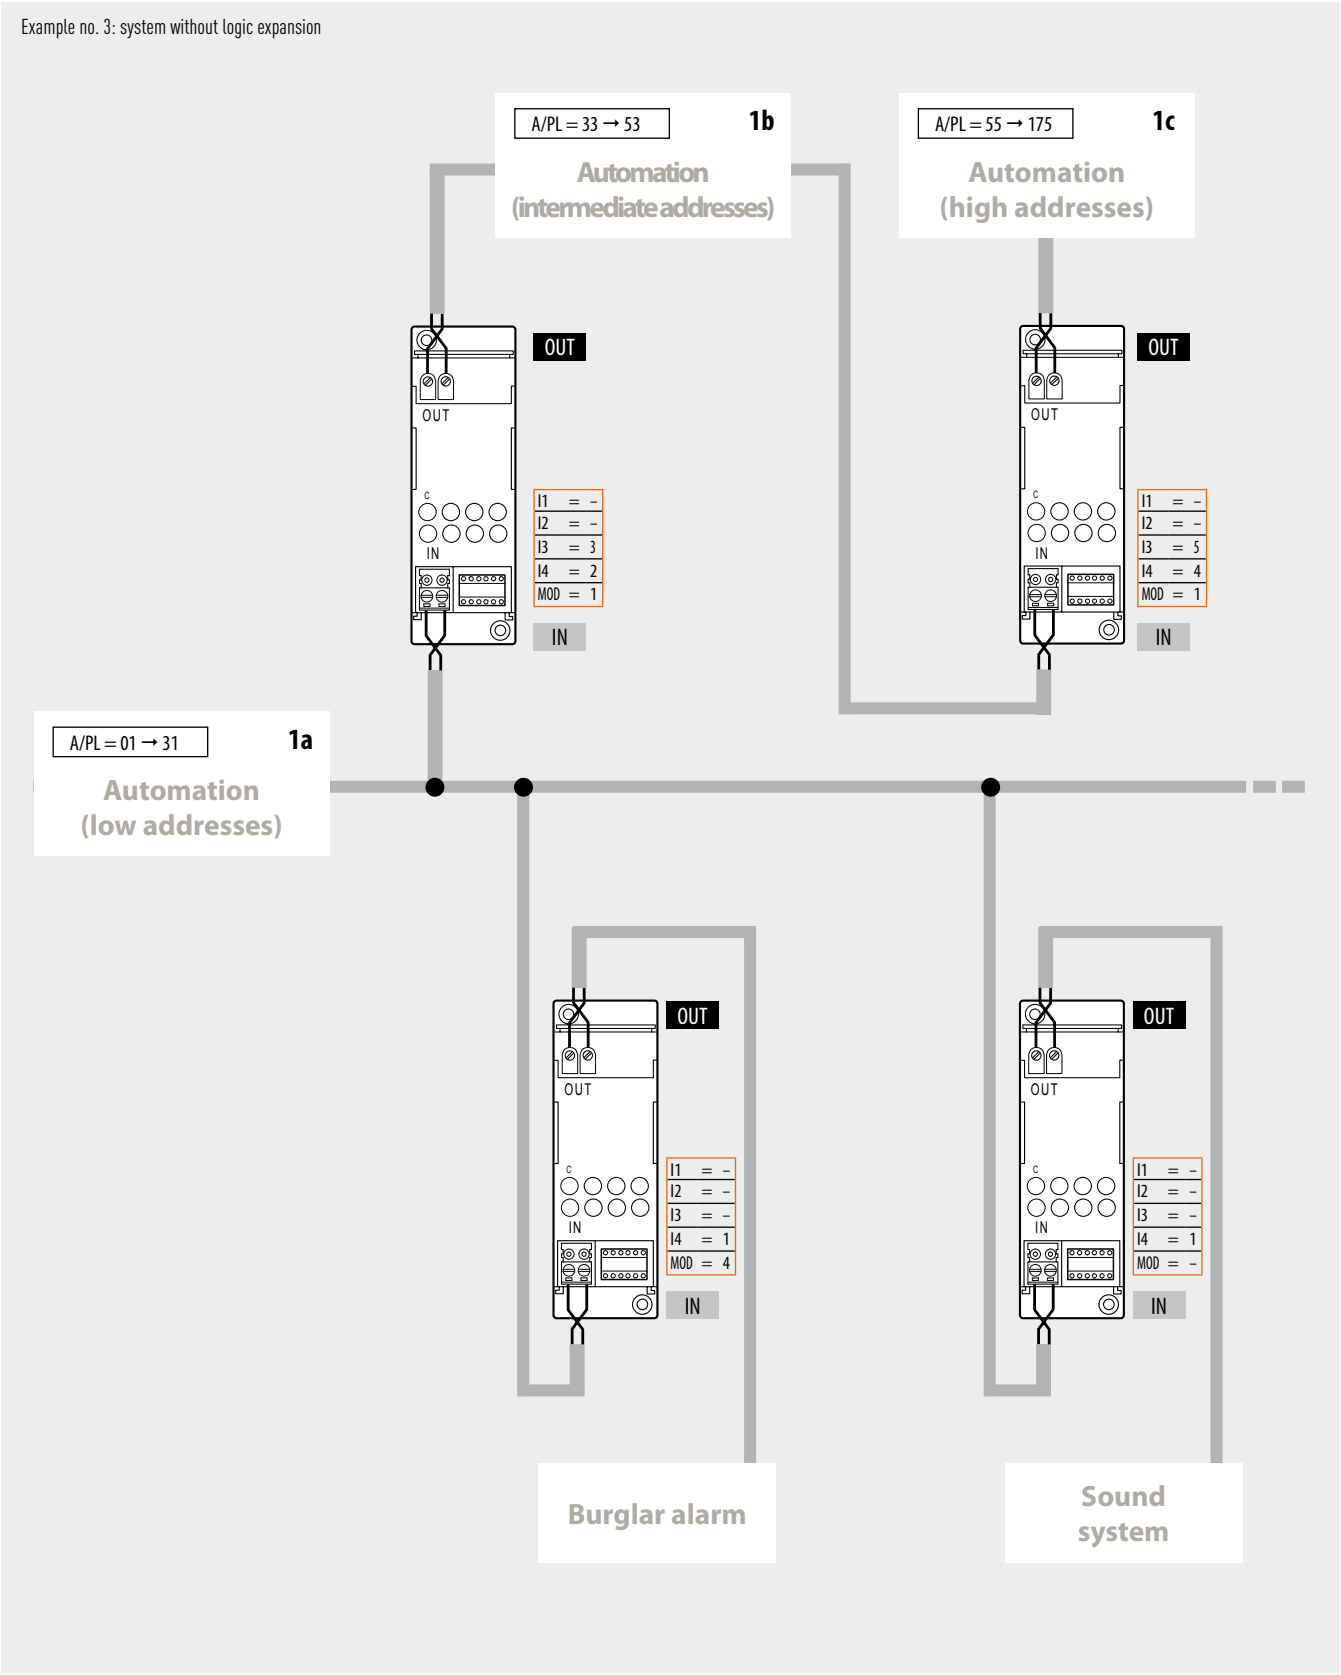 Example no. 3: system without logic expansion
A/PL = 33 → 53
1b
Automation
(intermediate addresses)
A/PL = 55 → 175
1c
Automation
(high addresses)
OUT
OUT
C
IN
I1 = –
I2 = –
I3 = 3
I4 = 2
MOD = 1
IN
OUT
OUT
C
IN
I1 = –
I2 = –
I3 = 5
I4 = 4
MOD = 1
IN
A/PL = 01 → 31
1a
Automation
(low addresses)
OUT
OUT
C
IN
I1 = –
I2 = –
I3 = –
I4 = 1
MOD = 4
IN
OUT
OUT
C
IN
I1 = –
I2 = –
I3 = –
I4 = 1
MOD = –
IN
Burglar alarm
Sound
system